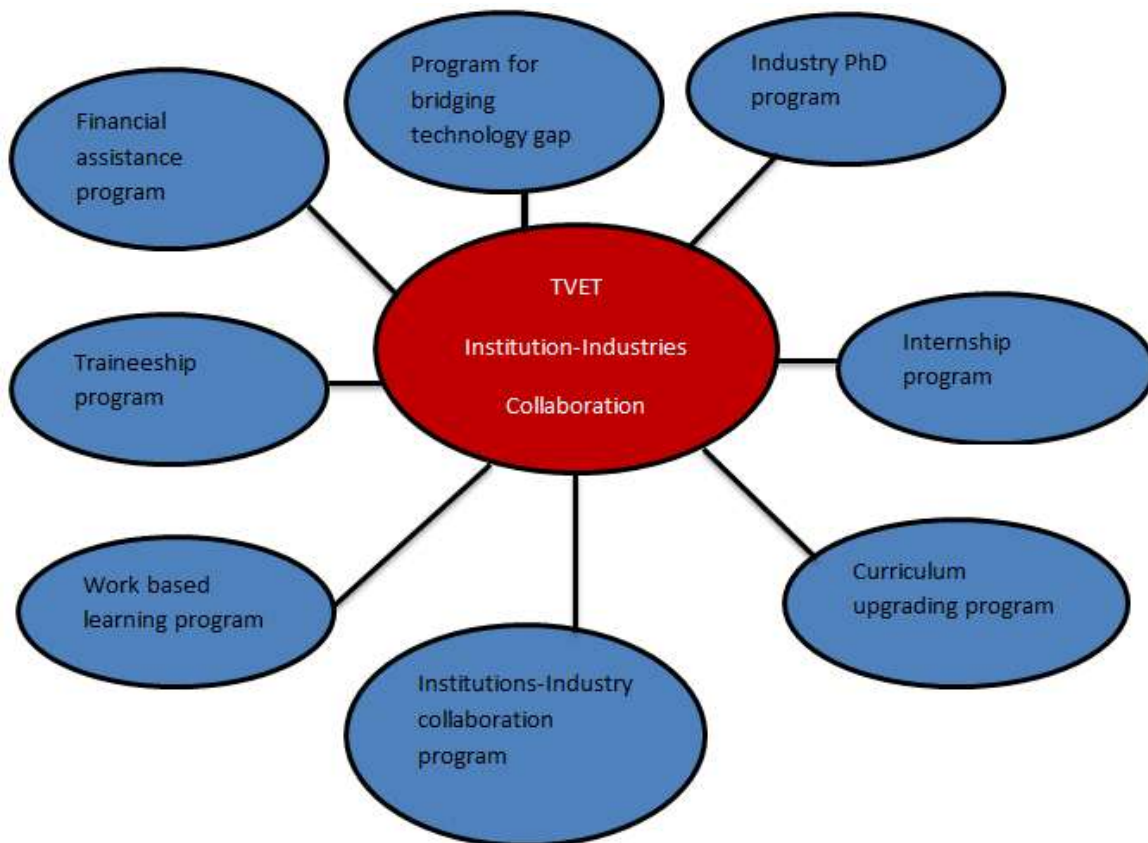 Program for
bridging
technology gap
Industry PhD
program
Financial
assistance
program
TVET
Institution-Industries
Collaboration
Traineeship
program
Internship
program
Work based
learning program
Curriculum
upgrading program
Institutions-Industry
collaboration
program